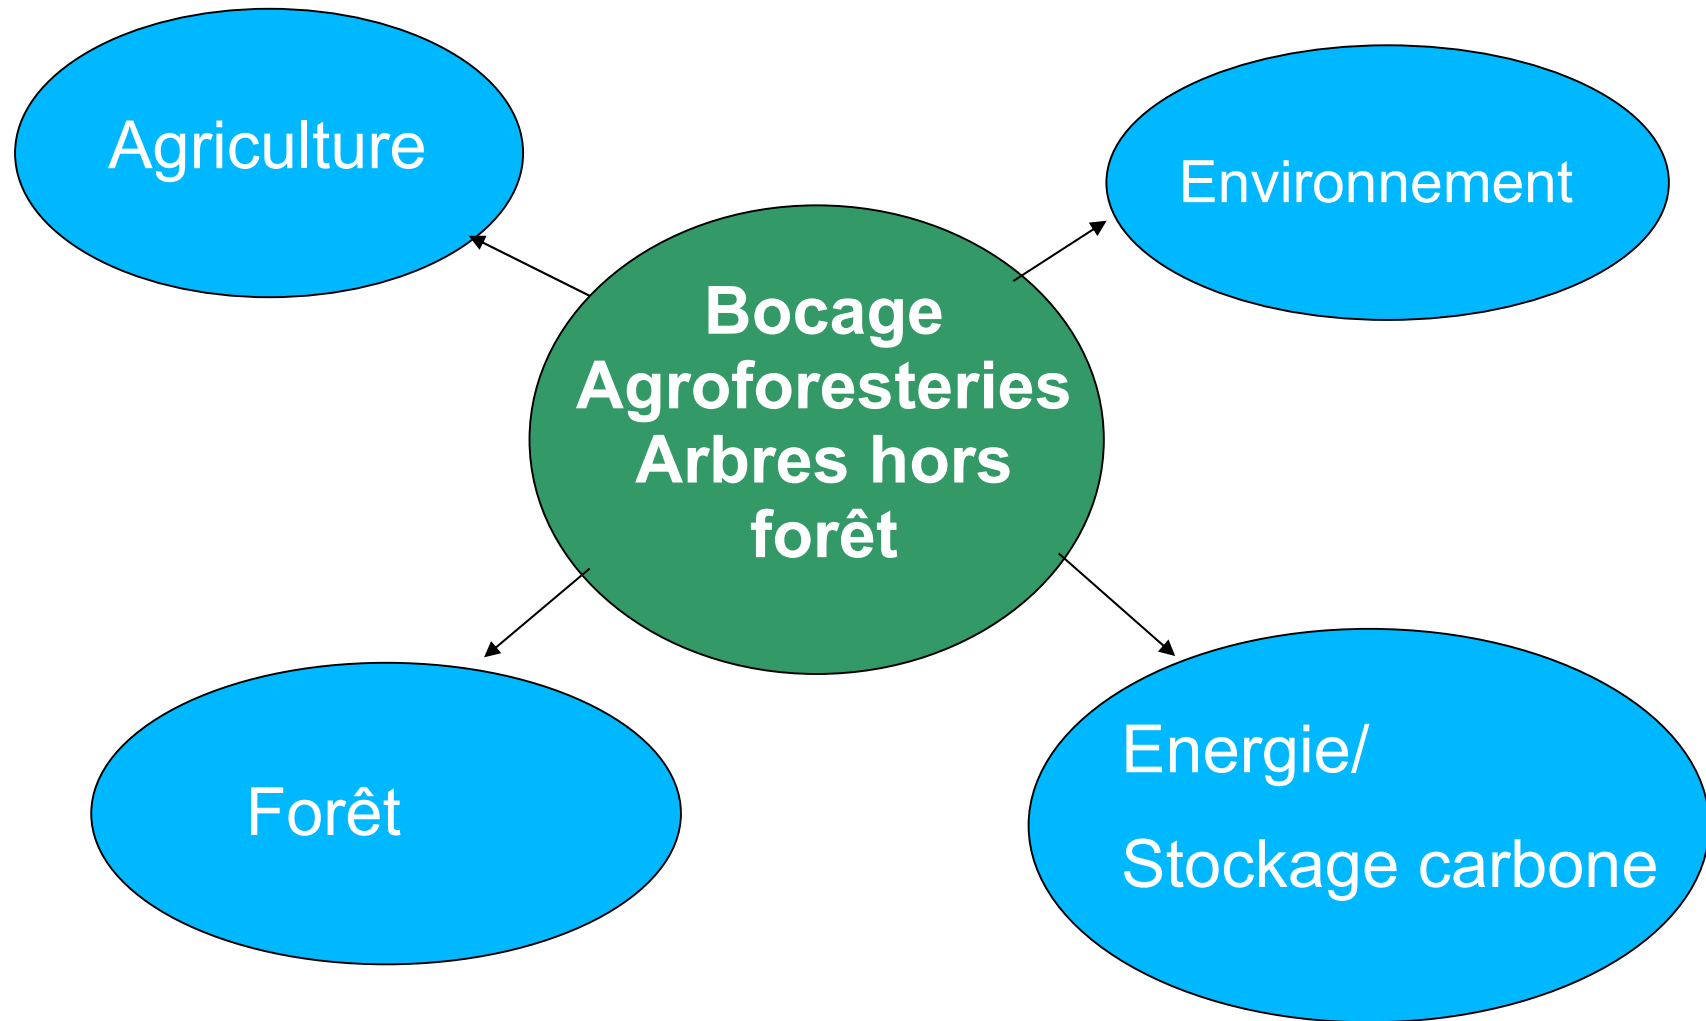 Agriculture
Environnement
Bocage
Agroforesteries
Arbres hors
forêt
Forêt
Energie/
Stockage carbone